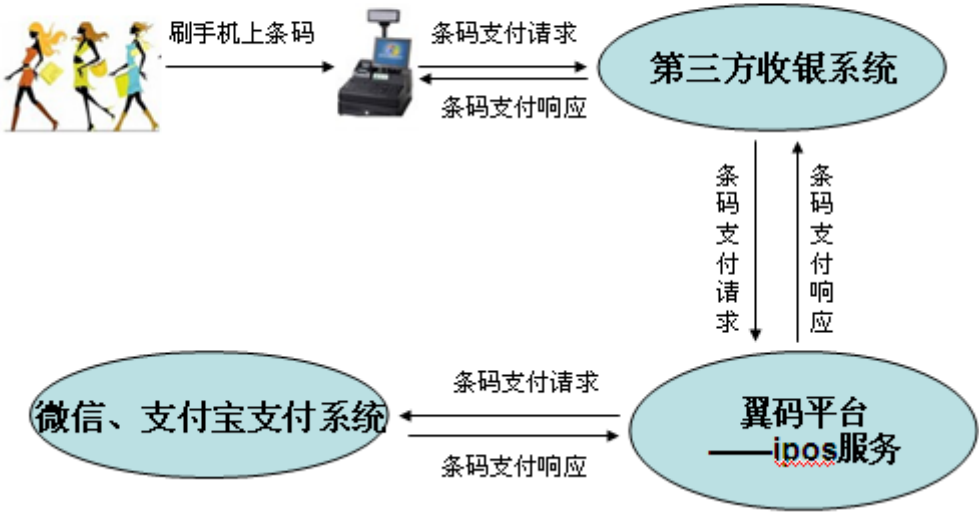 刷手机上条码
条码支付请求
条码支付响应
第三方收银系统
条码支付请求
条码支付响应
微信、支付宝支付系统
条码支付请求
条码支付响应
翼码平台
——ipos服务